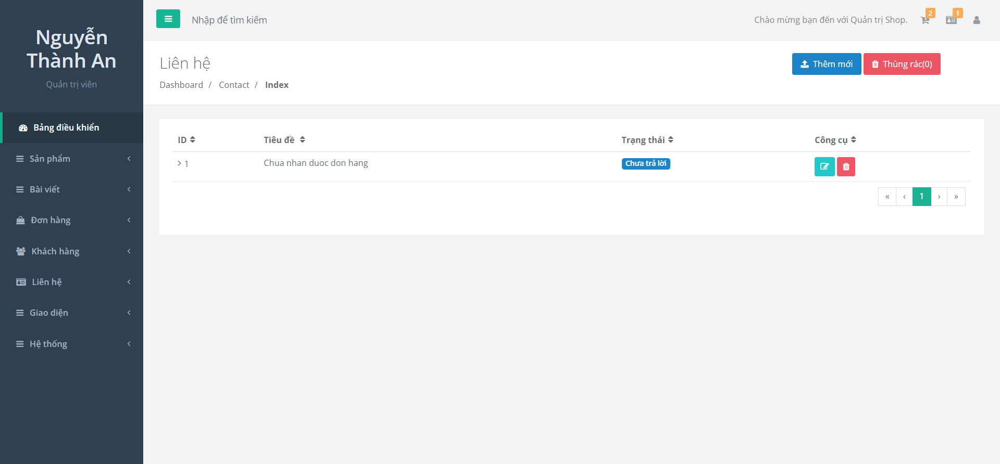 Nguyễn
Thành An
Quản trị viên
Bảng điều khiển
Sản phẩm
Bài viết
Đơn hàng
Khách hàng
Liên hệ
Giao diện
Hệ thống
Nhập để tìm kiếm
Chào mừng bạn đến với Quản trị Shop.
2
1
Liên hệ
Dashboard / Contact / Index
Thêm mới
Thùng rác(0)
ID Tiêu đề Trạng thái Công cụ
1 Chua nhan duoc don hang Chưa trả lời
« ‹ 1 › »